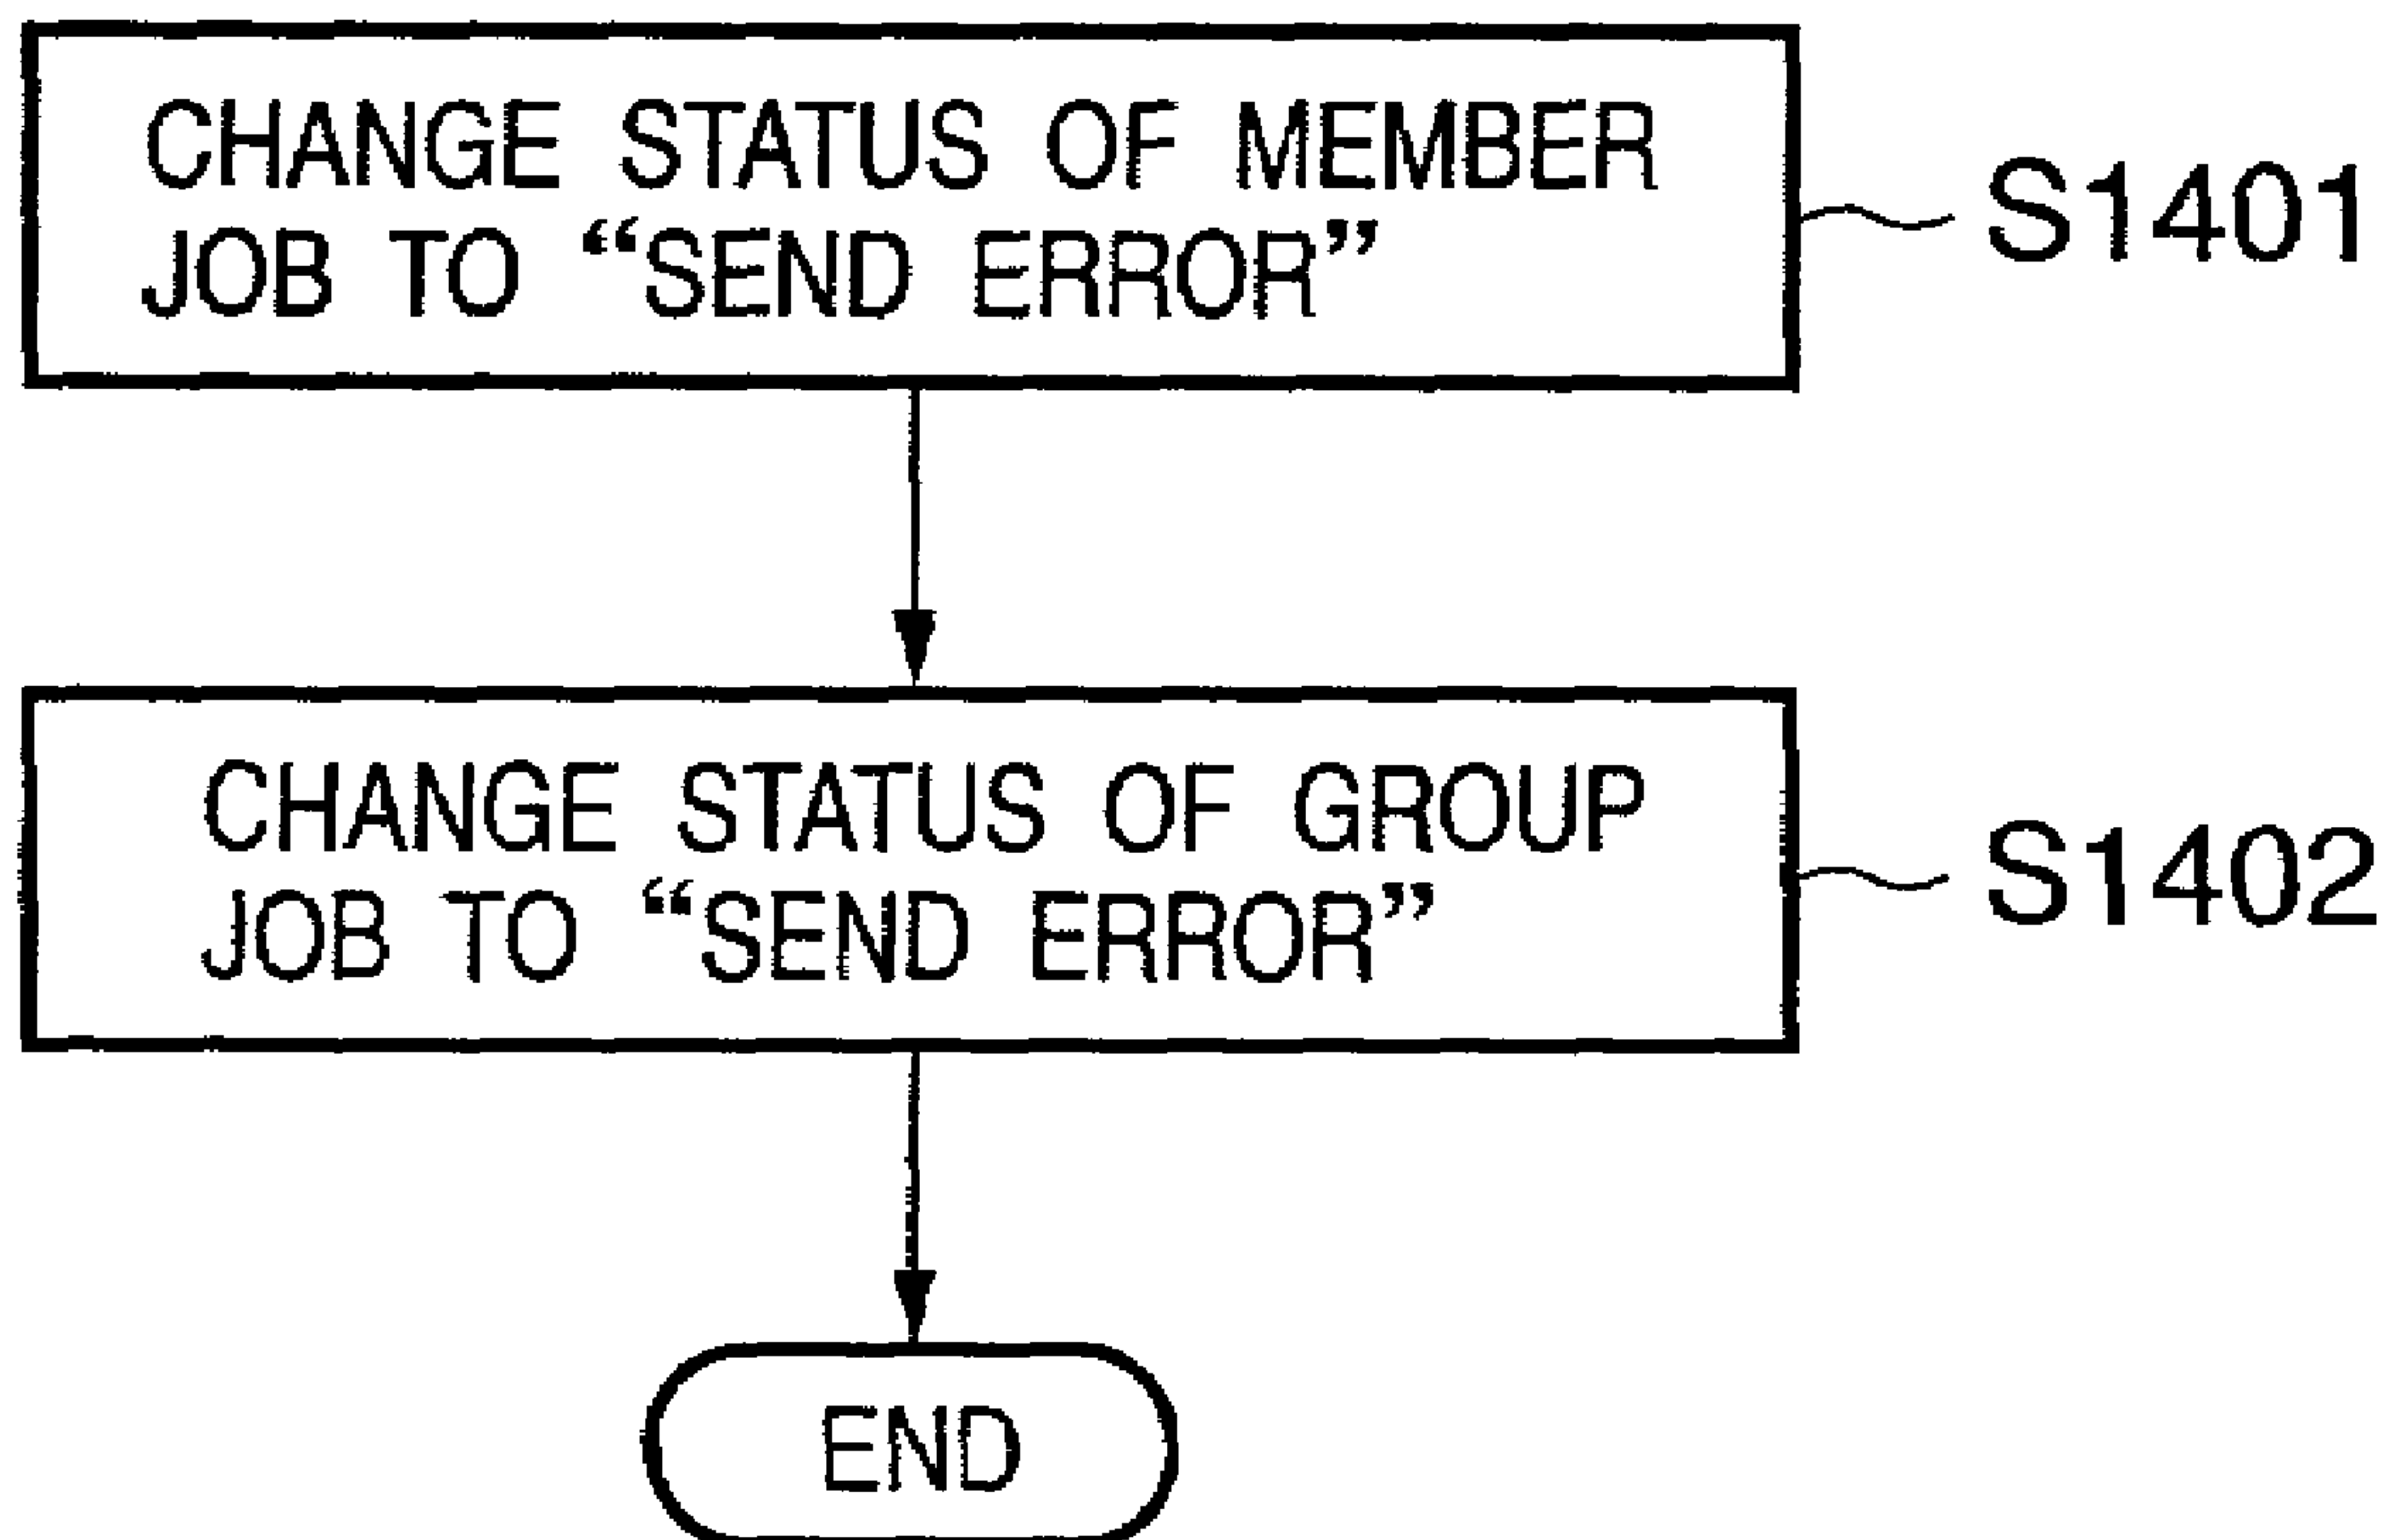 CHANGE STATUS OF MEMBER
JOB TO “SEND ERROR”
S1401
CHANGE STATUS OF GROUP
JOB TO “SEND ERROR”
S1402
END